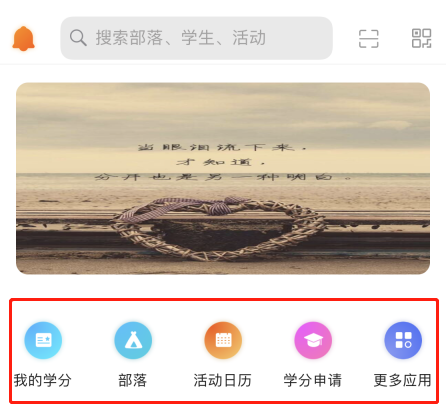 搜索部落、学生、活动
当眼泪流下来，
才知道，
分开也是另一种明白。
我的学分
部落
活动日历
学分申请
更多应用